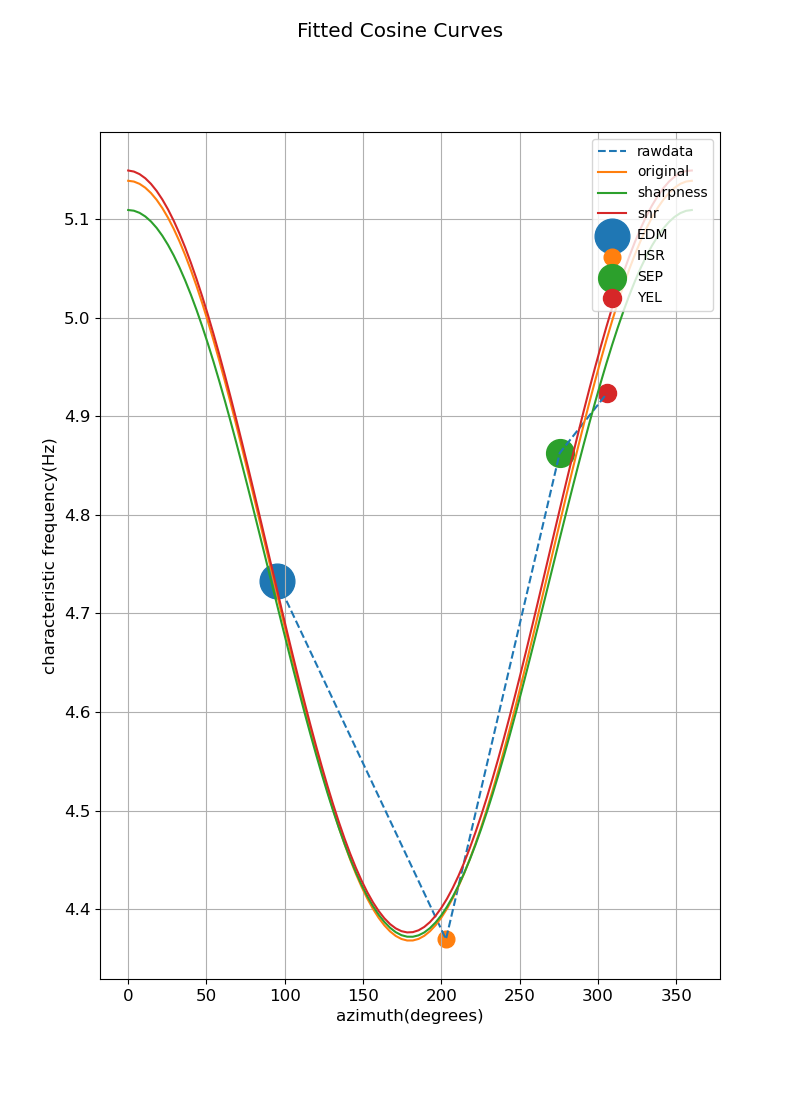 Fitted Cosine Curves
rawdata
original
sharpness
snr
EDM
HSR
SEP
YEL
characteristic frequency(Hz)
5.1
5.0
4.9
4.8
4.7
4.6
4.5
4.4
0 50 100 150 200 250 300 350
azimuth(degrees)